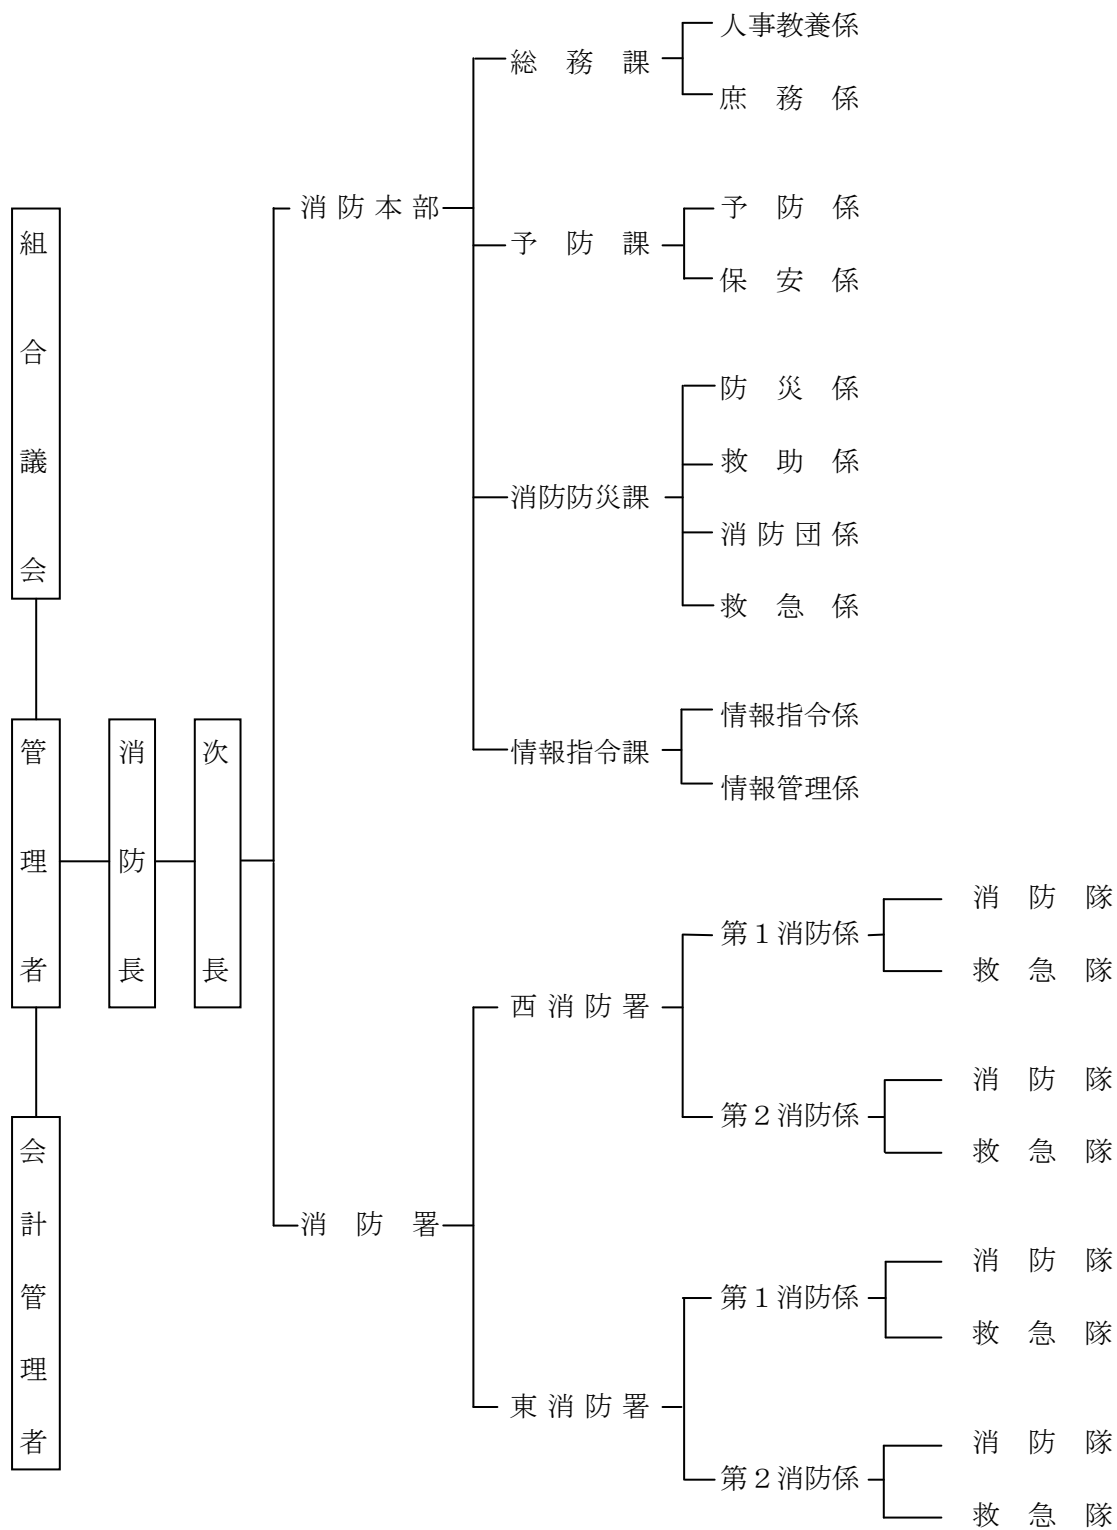 組合議会
管理者
会計管理者
消防長
次長
消防本部
総務課
人事教養係
庶務係
予防課
予防係
保安係
消防防災課
防災係
救助係
消防団係
救急係
情報指令課
情報指令係
情報管理係
消防署
西消防署
第1消防係
消防隊
救急隊
第2消防係
消防隊
救急隊
東消防署
第1消防係
消防隊
救急隊
第2消防係
消防隊
救急隊